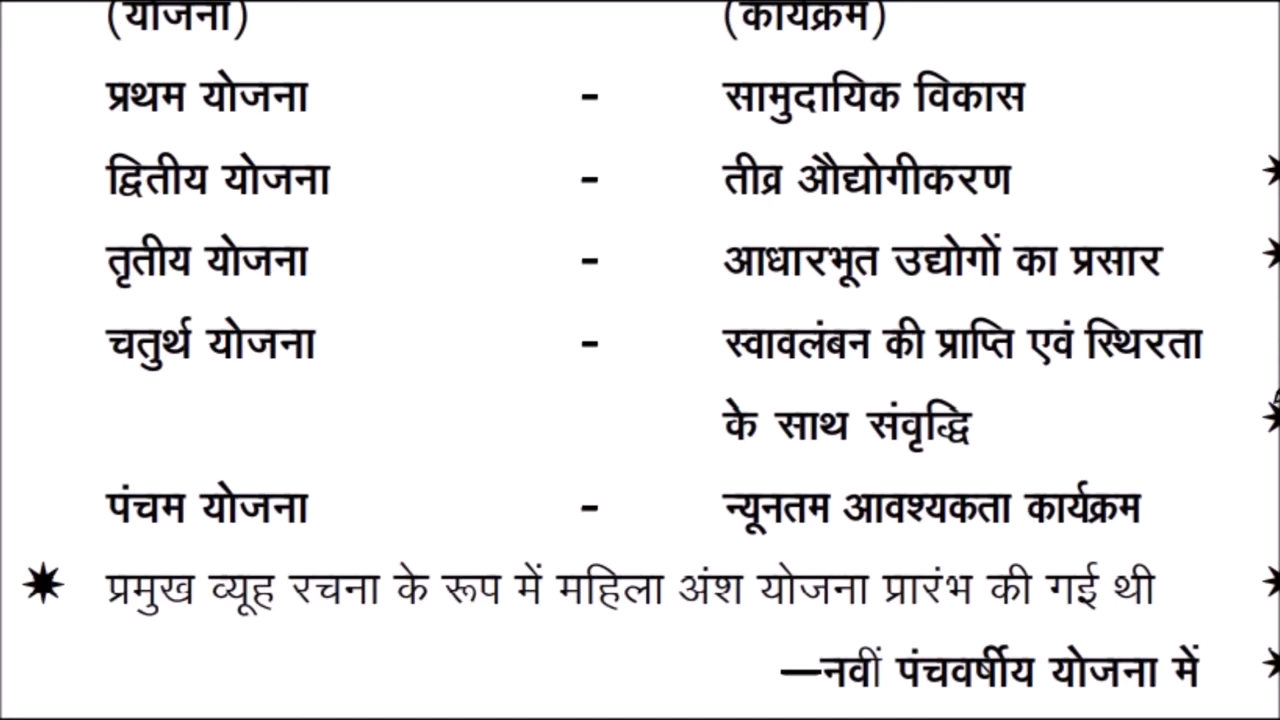 (योजना) (कार्यक्रम)
प्रथम योजना - सामुदायिक विकास
द्वितीय योजना - तीव्र औद्योगीकरण
तृतीय योजना - आधारभूत उद्योगों का प्रसार
चतुर्थ योजना - स्वावलंबन की प्राप्ति एवं स्थिरता
के साथ संवृद्धि
पंचम योजना - न्यूनतम आवश्यकता कार्यक्रम
✷ प्रमुख व्यूह रचना के रूप में महिला अंश योजना प्रारंभ की गई थी
—नवीं पंचवर्षीय योजना में